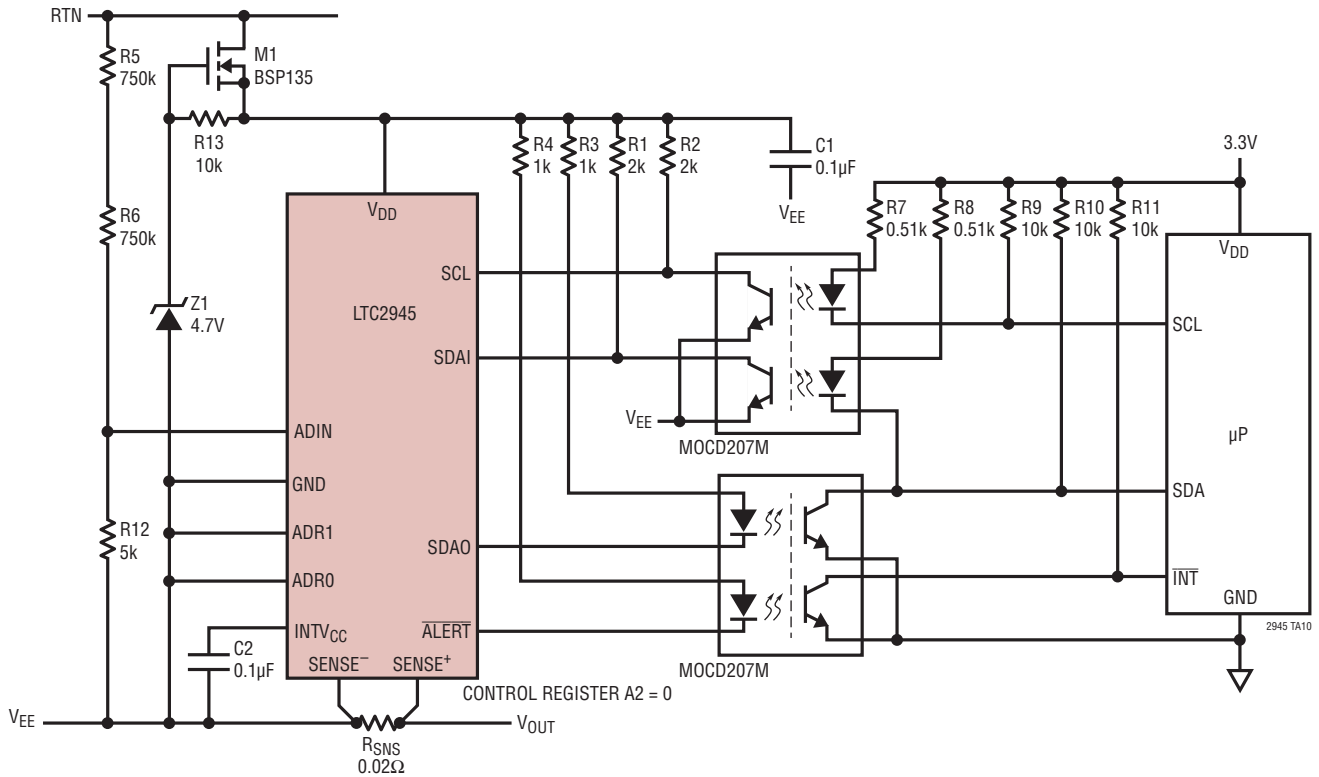 RTN
R5
750k
M1
BSP135
R13
10k
R4
1k
R3
1k
R1
2k
R2
2k
C1
0.1µF
VEE
3.3V
R7
0.51k
R8
0.51k
R9
10k
R10
10k
R11
10k
R6
750k
VDD
SCL
LTC2945
Z1
4.7V
SDAI
VEE
MOCD207M
VDD
SCL
µP
SDA
INT
GND
2945 TA10
ADIN
GND
R12
5k
ADR1
SDAO
ADR0
INTVCC
ALERT
C2
0.1µF
SENSE−
SENSE+
MOCD207M
CONTROL REGISTER A2 = 0
VEE
VOUT
RSNS
0.02Ω